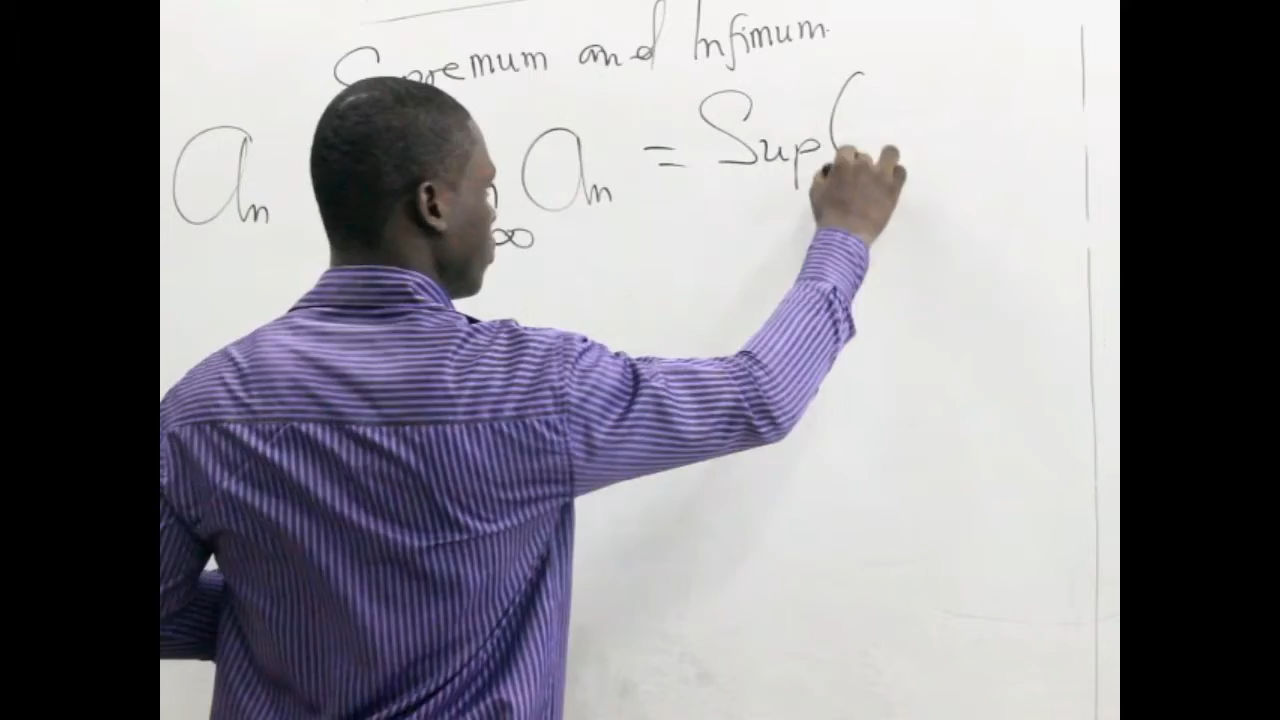 Supremum and Infimum
an an = Sup(
∞